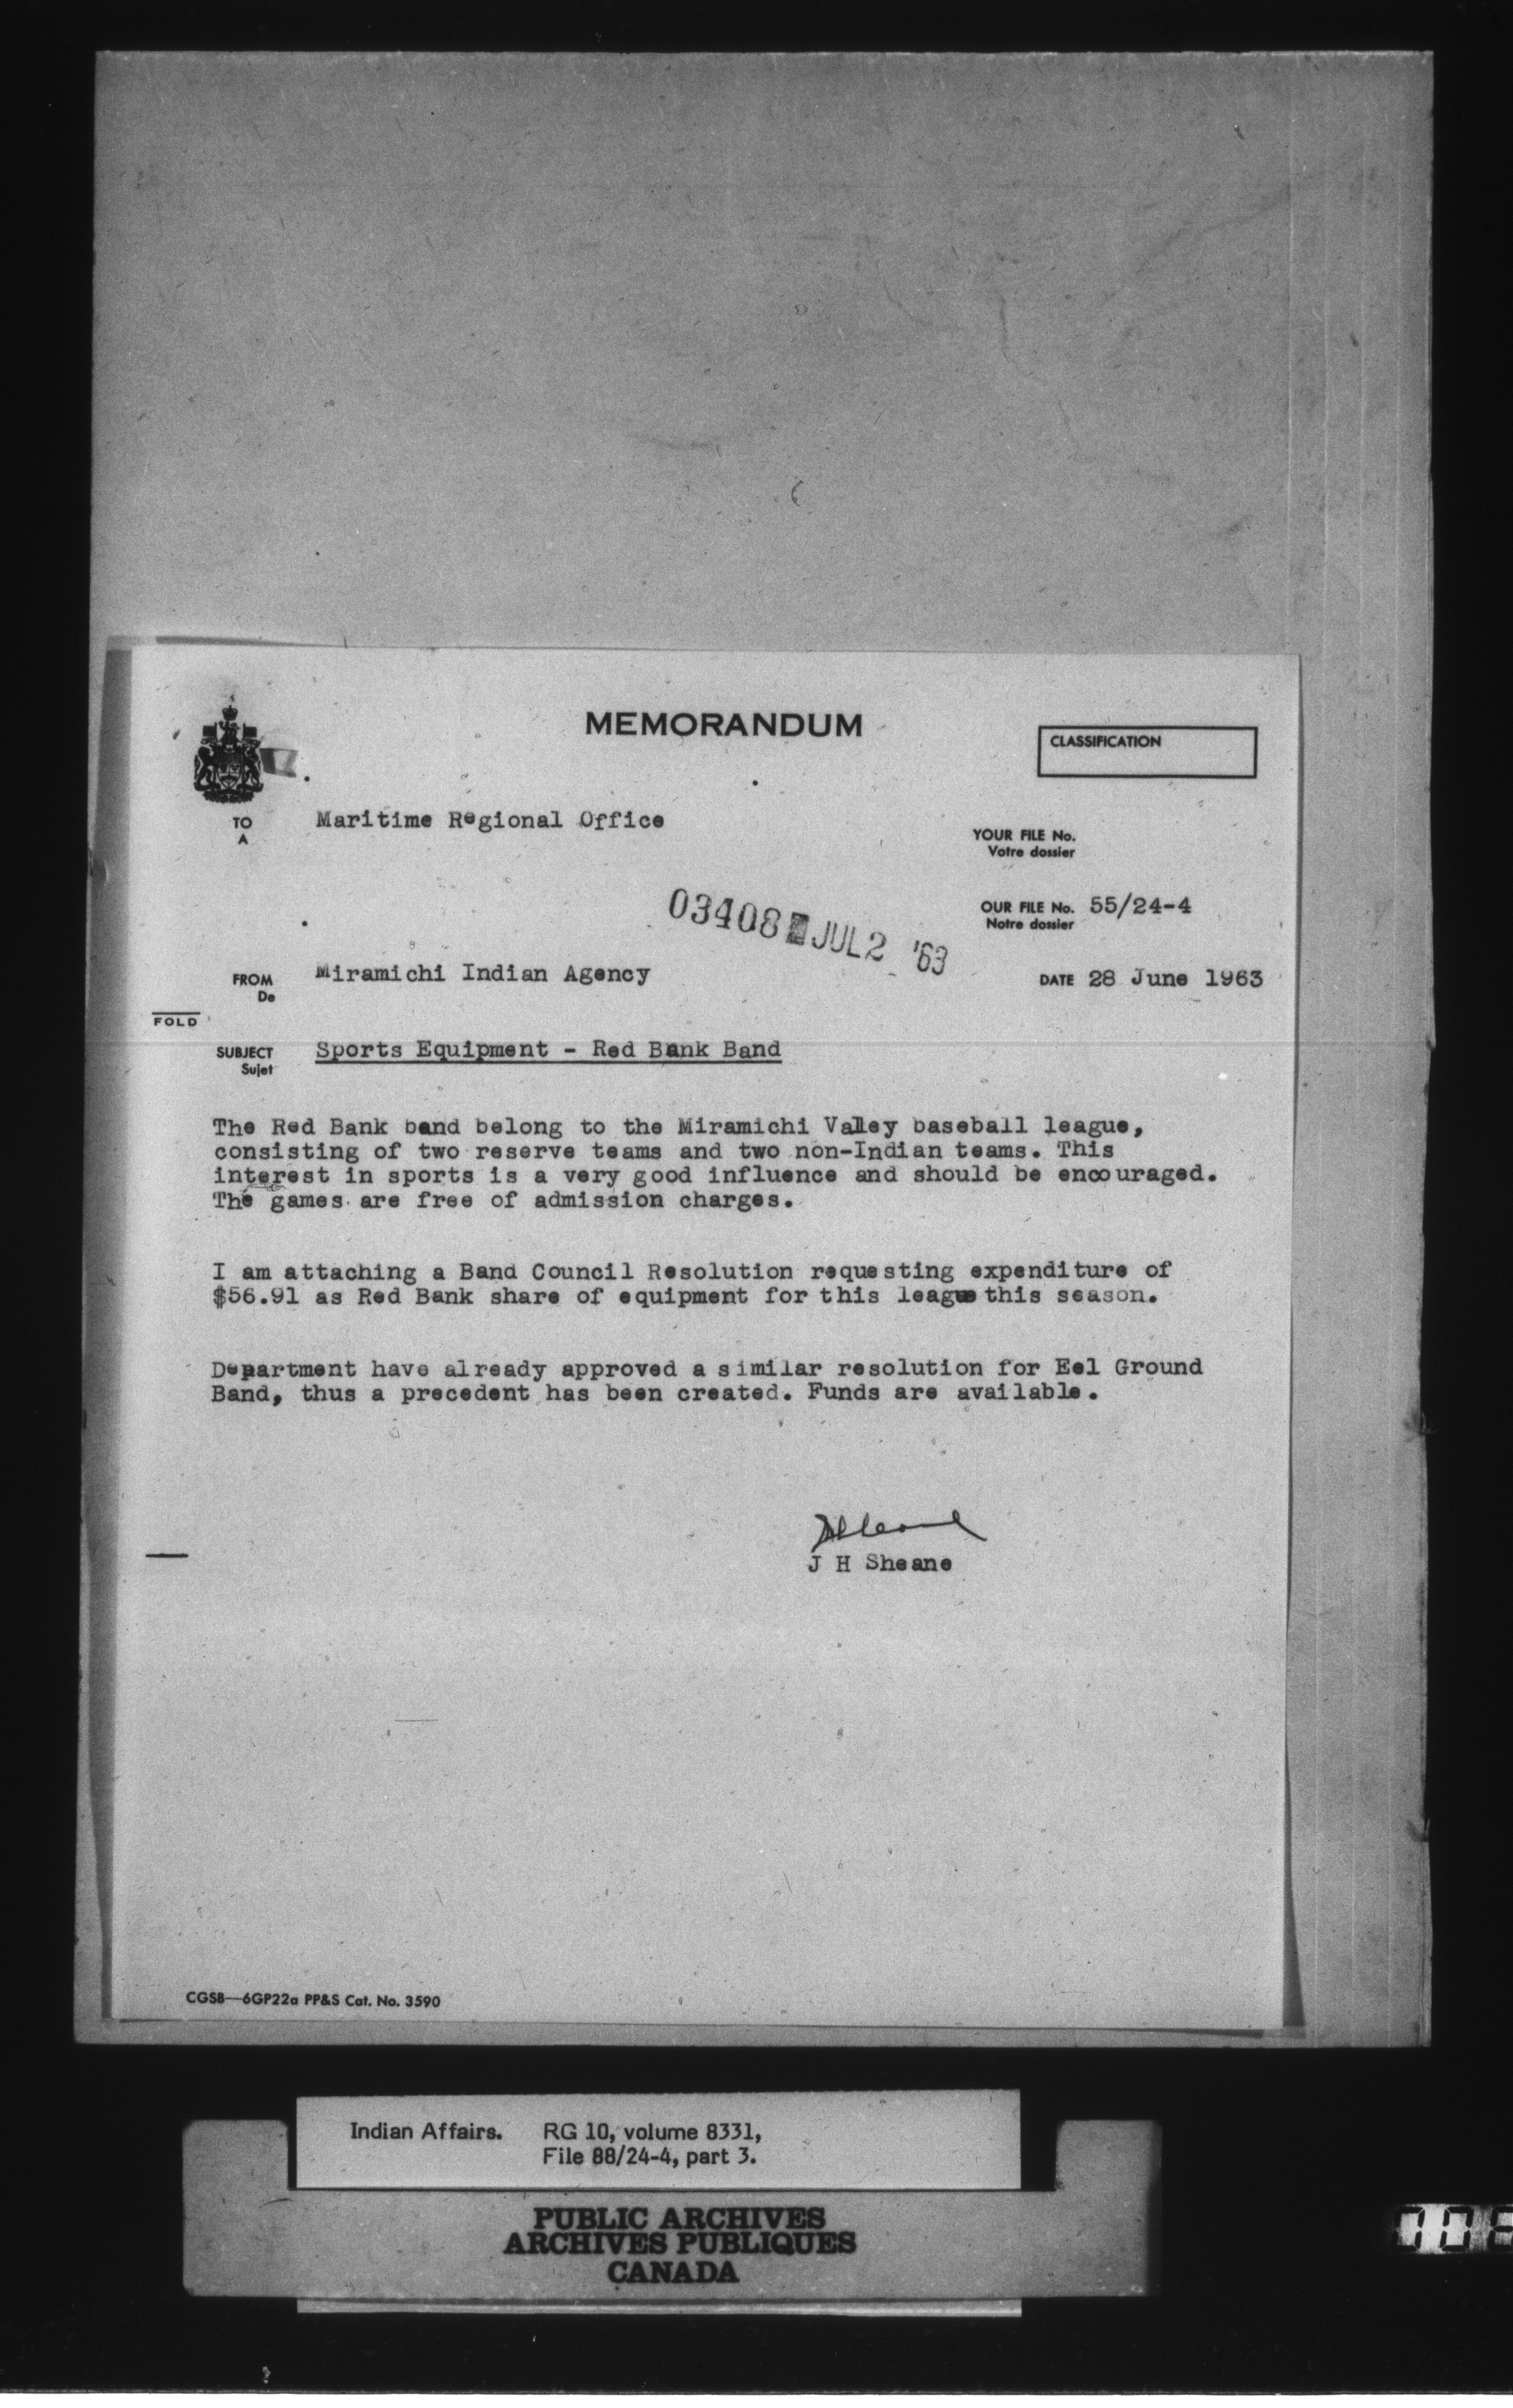 MEMORANDUM
CLASSIFICATION
TO
A
Maritime Regional Office
YOUR FILE No.
Votre dossier
03408 JUL 2 '63
OUR FILE No. 55/24-4
Notre dossier
FROM
De
Miramichi Indian Agency
DATE 28 June 1963
FOLD
SUBJECT
Sujet
Sports Equipment - Red Bank Band
The Red Bank band belong to the Miramichi Valley baseball league,
consisting of two reserve teams and two non-Indian teams. This
interest in sports is a very good influence and should be encouraged.
The games are free of admission charges.
I am attaching a Band Council Resolution requesting expenditure of
$56.91 as Red Bank share of equipment for this league this season.
Department have already approved a similar resolution for Eel Ground
Band, thus a precedent has been created. Funds are available.
J H Sheane
CGSB—6GP22a PP&S Cat. No. 3590
Indian Affairs. RG 10, volume 8331,
File 88/24-4, part 3.
PUBLIC ARCHIVES
ARCHIVES PUBLIQUES
CANADA